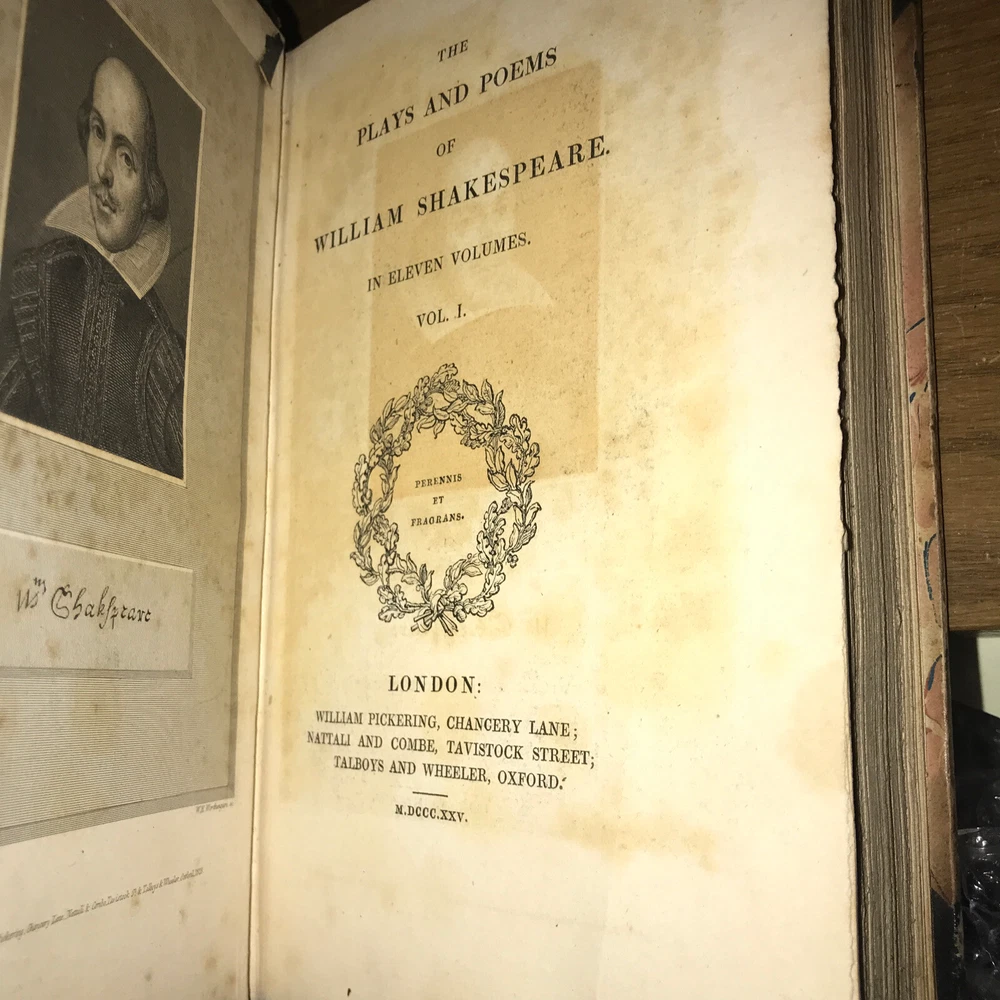 Wm Shakspeare
THE
PLAYS AND POEMS
OF
WILLIAM SHAKESPEARE.
IN ELEVEN VOLUMES.
VOL. I.
PERENNIS
ET
FRAGRANS.
LONDON:
WILLIAM PICKERING, CHANCERY LANE;
NATTALI AND COMBE, TAVISTOCK STREET;
TALBOYS AND WHEELER, OXFORD.
M.DCCC.XXV.